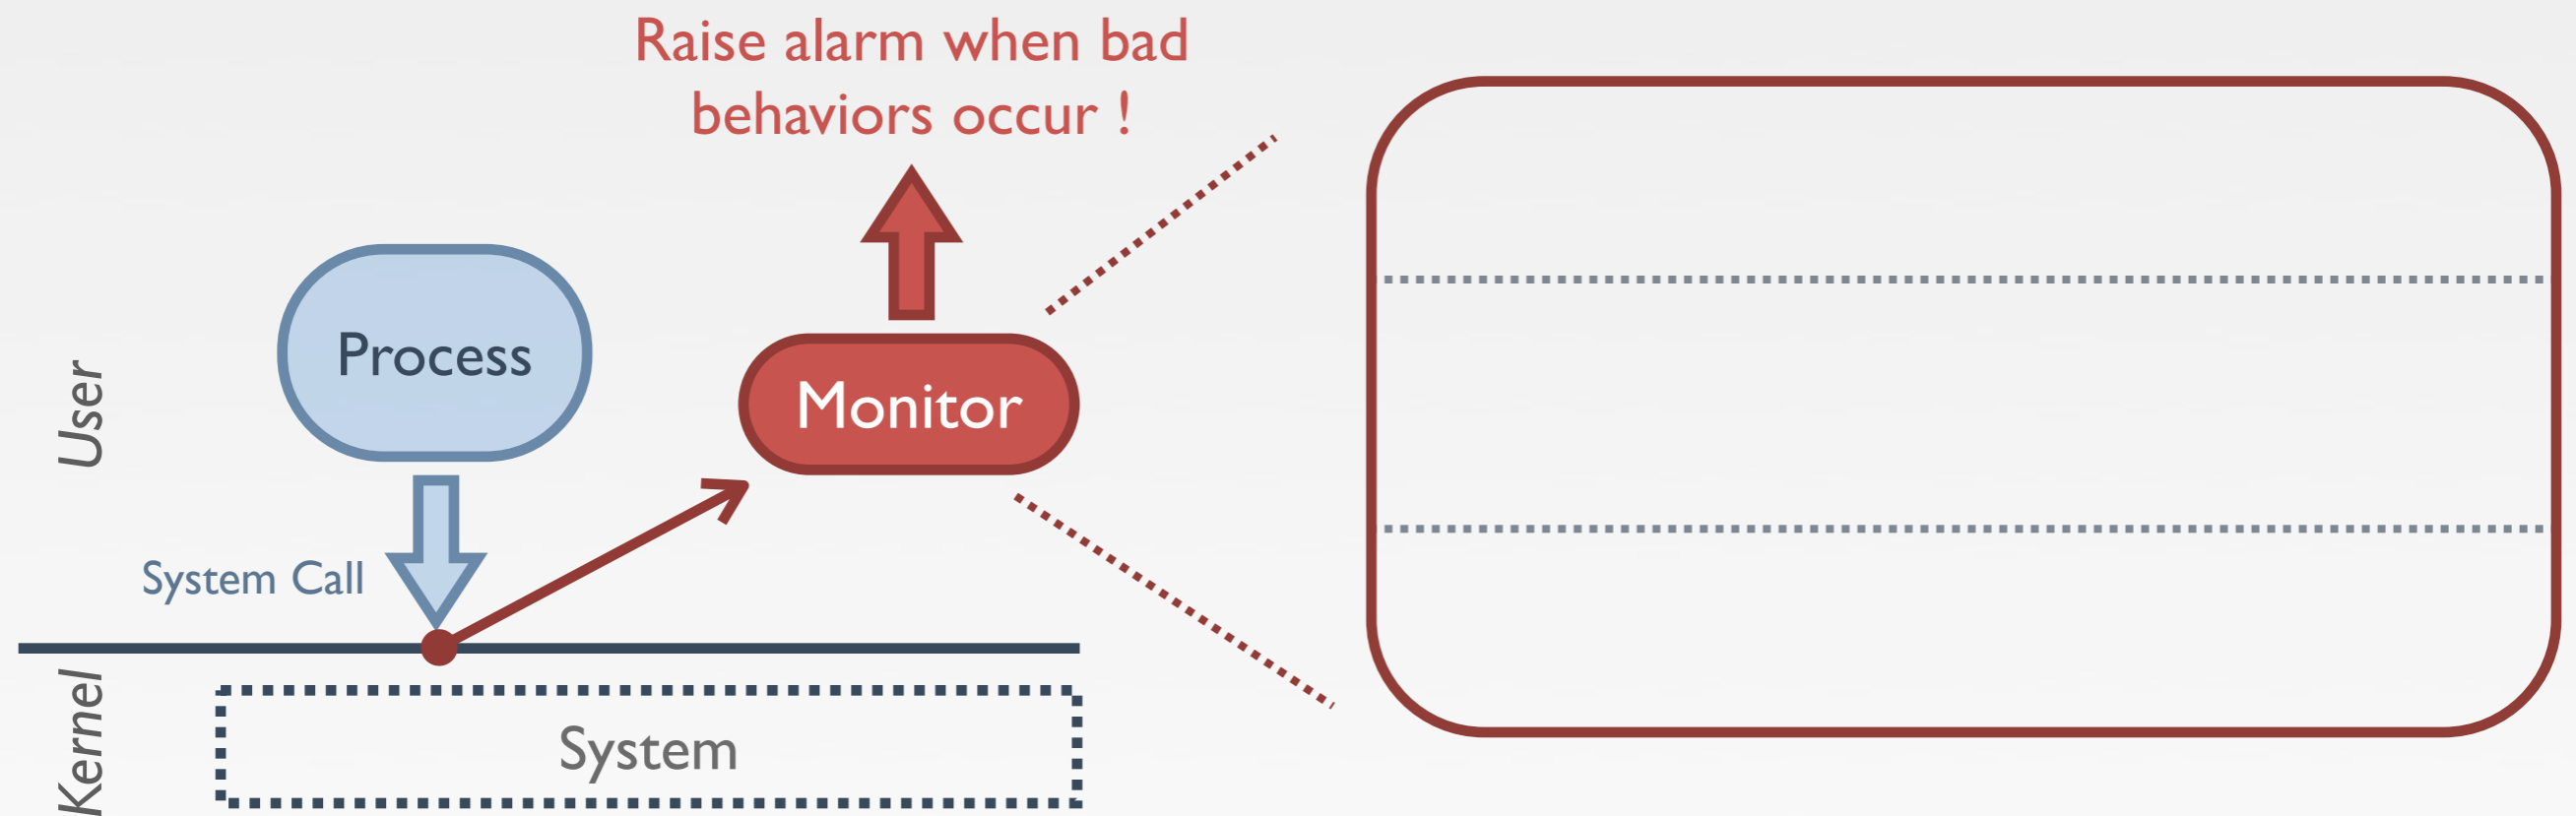 Raise alarm when bad
behaviors occur !
Process
Monitor
User
System Call
Kernel
System